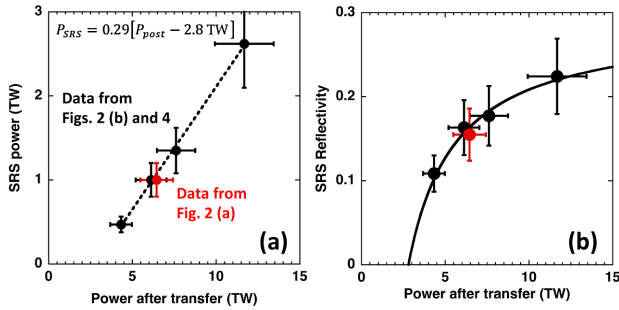 P_SRS = 0.29[P_post − 2.8 TW]
3
2
1
0
SRS power (TW)
Data from
Figs. 2 (b) and 4
Data from
Fig. 2 (a)
(a)
0 5 10 15
Power after transfer (TW)
0.3
0.2
0.1
0.0
SRS Reflectivity
(b)
0 5 10 15
Power after transfer (TW)